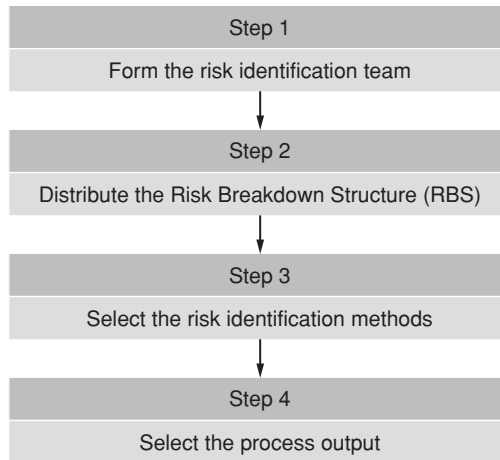 Step 1
Form the risk identification team
Step 2
Distribute the Risk Breakdown Structure (RBS)
Step 3
Select the risk identification methods
Step 4
Select the process output